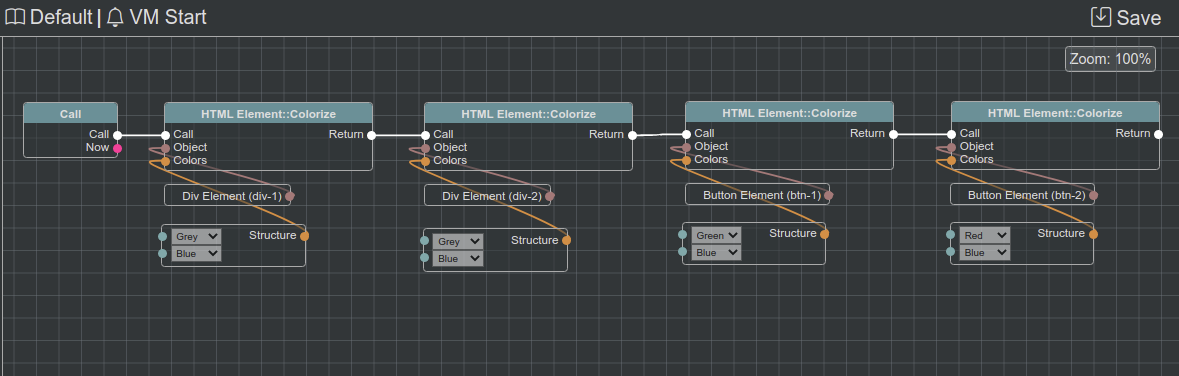 Default | VM Start
Save
Zoom: 100%
Call
Call
Now
HTML Element::Colorize
Call
Return
Object
Colors
Div Element (div-1)
Grey
Structure
Blue
HTML Element::Colorize
Call
Return
Object
Colors
Div Element (div-2)
Grey
Structure
Blue
HTML Element::Colorize
Call
Return
Object
Colors
Button Element (btn-1)
Green
Structure
Blue
HTML Element::Colorize
Call
Return
Object
Colors
Button Element (btn-2)
Red
Structure
Blue